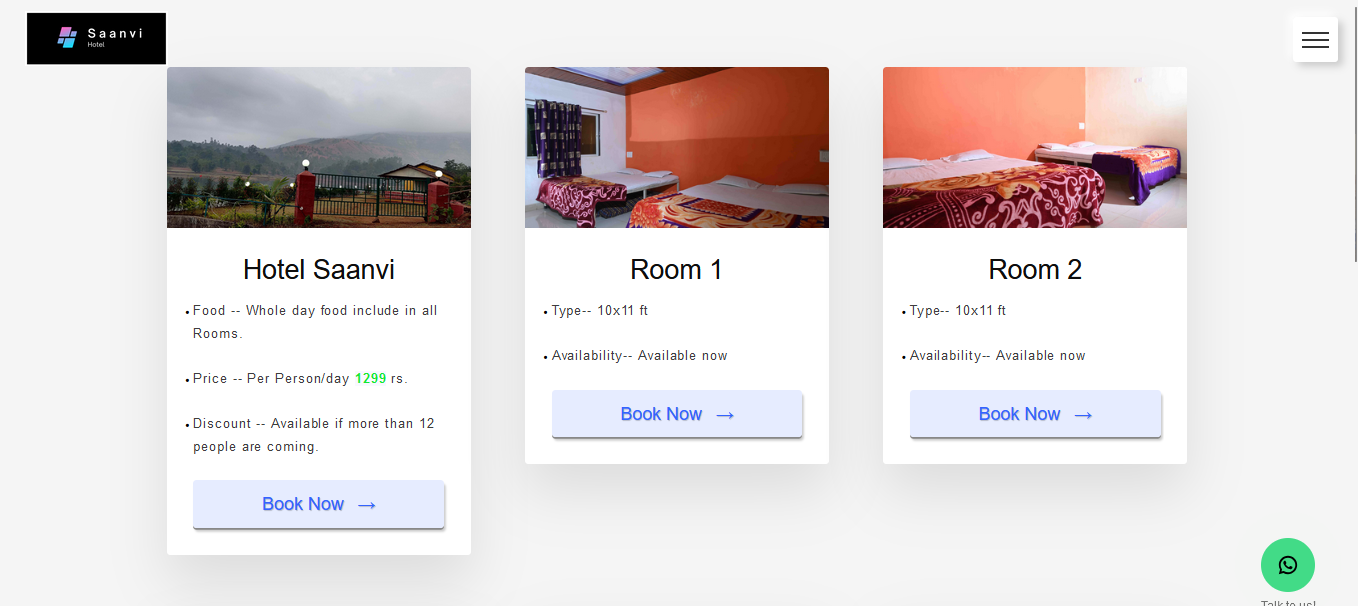 Saanvi
Hotel
Hotel Saanvi
• Food -- Whole day food include in all
Rooms.
• Price -- Per Person/day 1299 rs.
• Discount -- Available if more than 12
people are coming.
Book Now →
Room 1
• Type-- 10x11 ft
• Availability-- Available now
Book Now →
Room 2
• Type-- 10x11 ft
• Availability-- Available now
Book Now →
Talk to us!